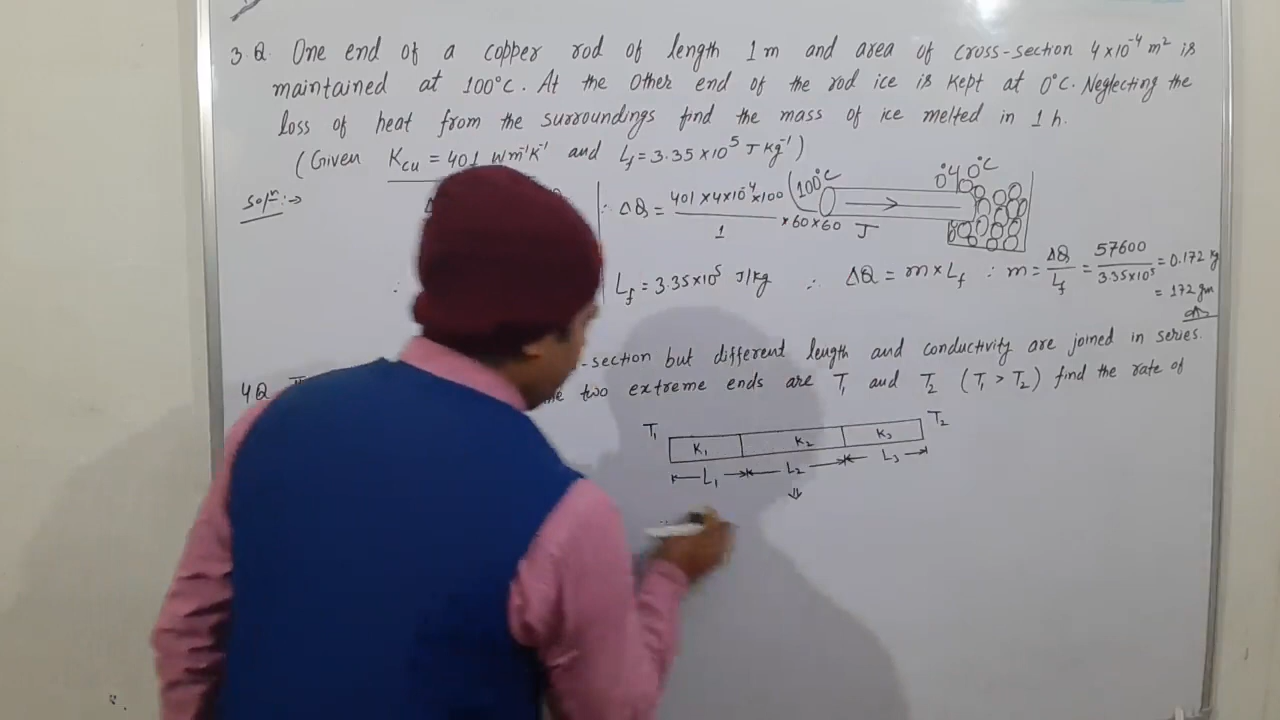 3.Q. One end of a copper rod of length 1 m and area of cross-section 4×10⁻⁴ m² is
maintained at 100°C. At the other end of the rod ice is kept at 0°C. Neglecting the
loss of heat from the surroundings find the mass of ice melted in 1 h.
(Given K_Cu = 401 Wm⁻¹K⁻¹ and L_f = 3.35×10⁵ J Kg⁻¹)
Solⁿ:→
∴ ΔQ = 401×4×10⁻⁴×100 / 1 ×60×60 J
100°C
0°C
∴ L_f = 3.35×10⁵ J/kg ∴ ΔQ = m×L_f ∴ m = ΔQ / L_f = 57600 / 3.35×10⁵ = 0.172 kg
= 172 gm
4Q -section but different length and conductivity are joined in series.
two extreme ends are T₁ and T₂ (T₁ > T₂) find the rate of
T₁ K₁ K₂ K₃ T₂
L₁ L₂ L₃
⇓